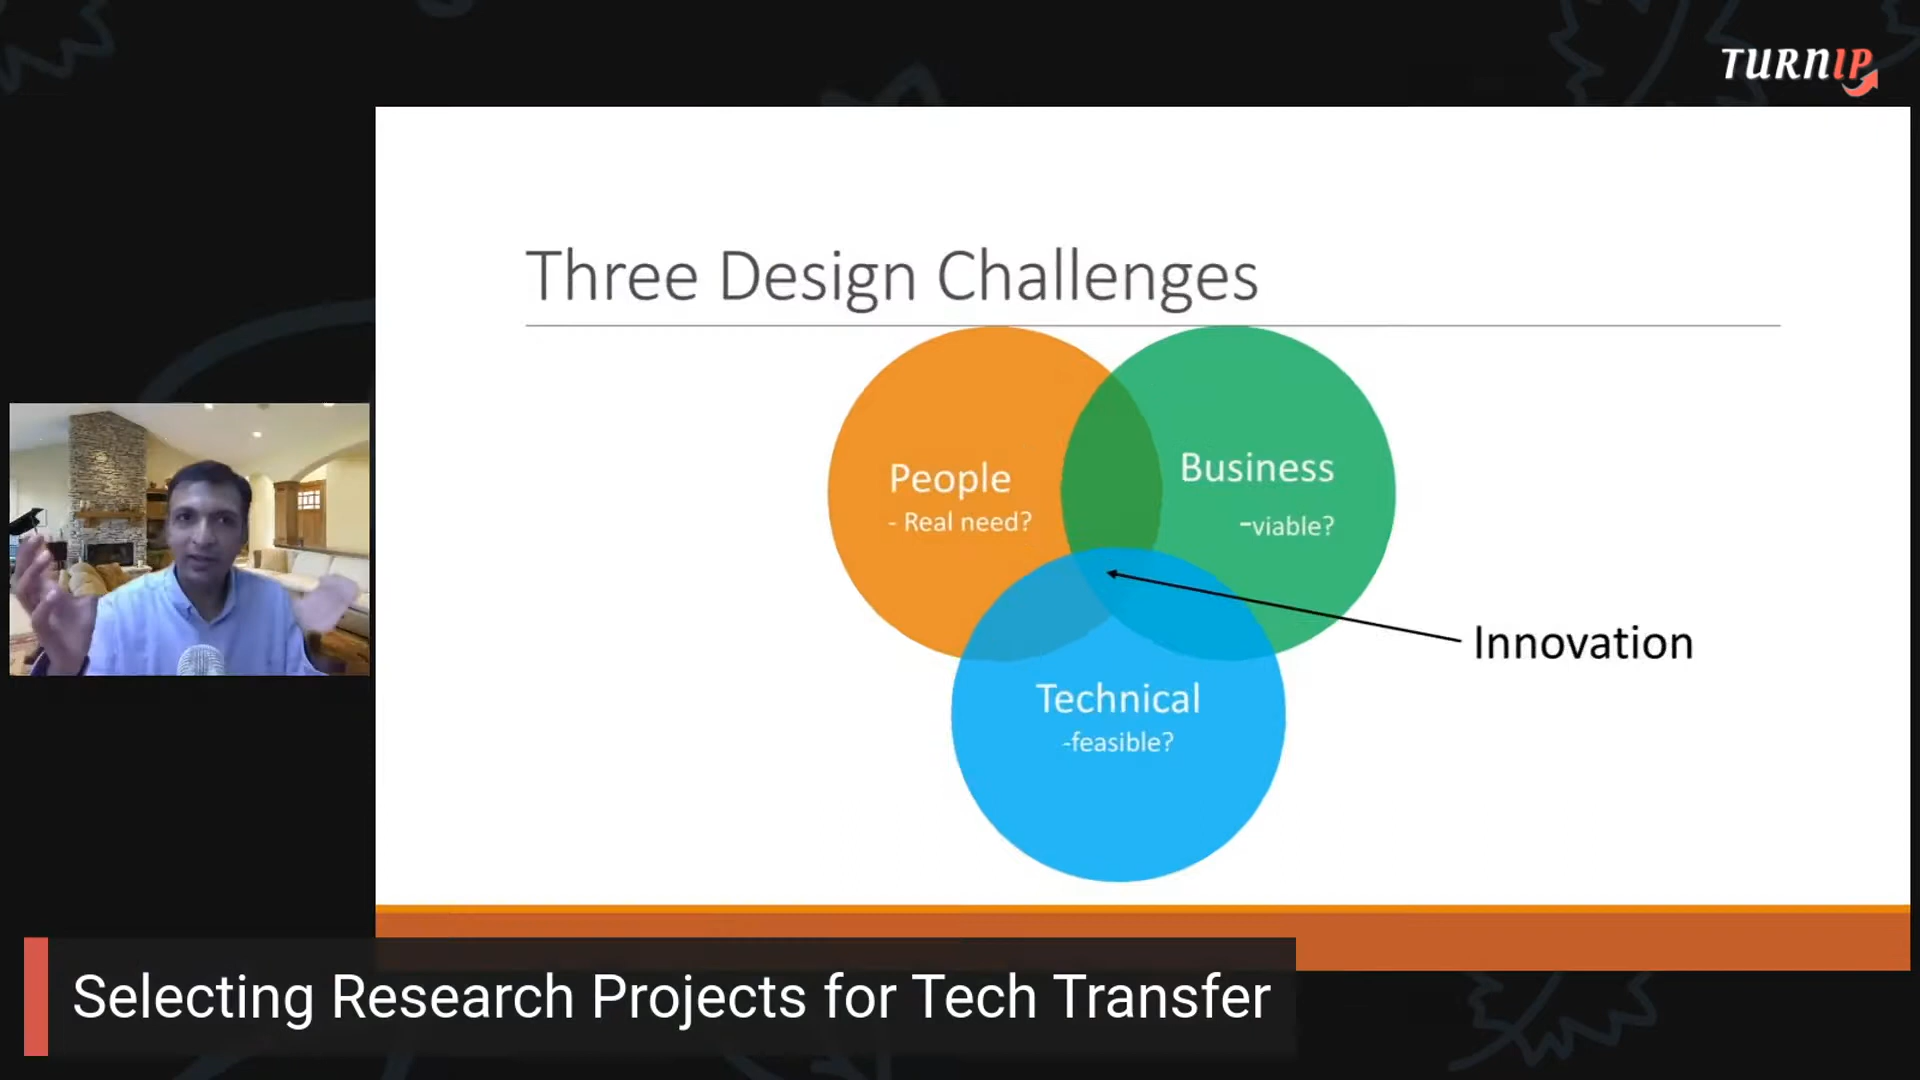 TURNIP
Three Design Challenges
People
- Real need?
Business
-viable?
Innovation
Technical
-feasible?
Selecting Research Projects for Tech Transfer